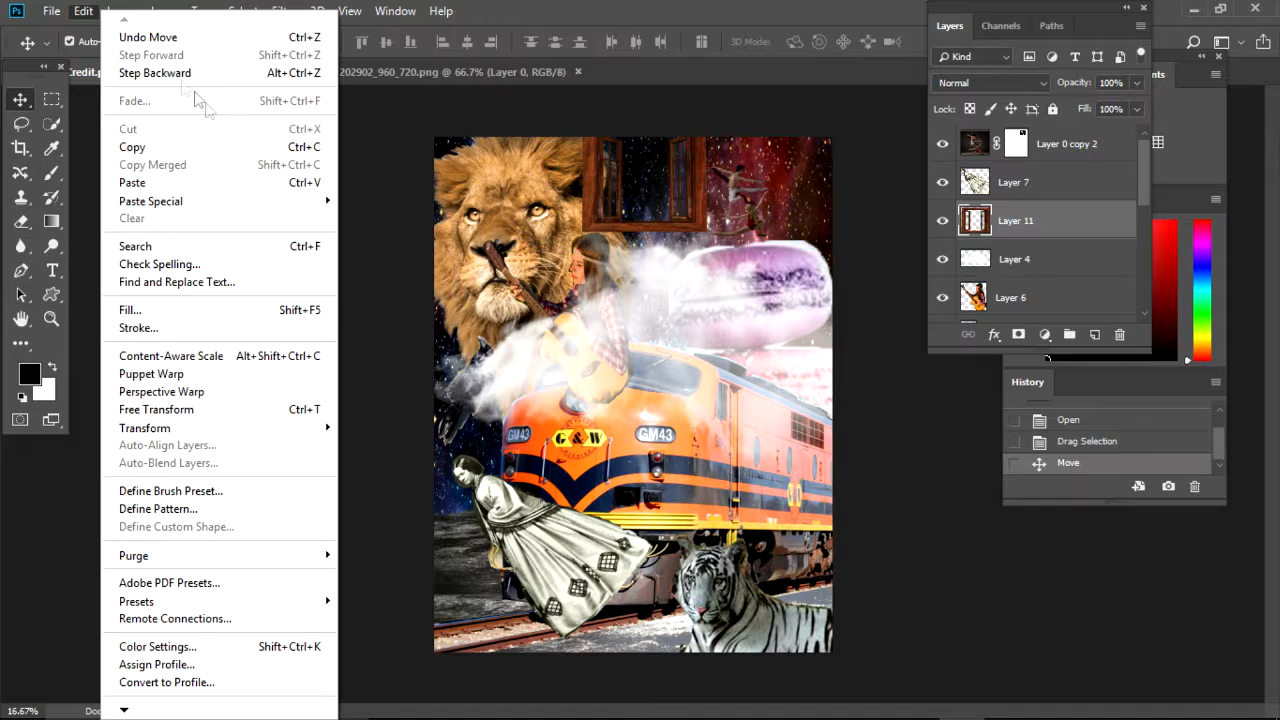 Ps File Edit Window Help
Auto-
3D Mode:
Credit.p
202902_960_720.png @ 66.7% (Layer 0, RGB/8)
Undo Move Ctrl+Z
Step Forward Shift+Ctrl+Z
Step Backward Alt+Ctrl+Z
Fade... Shift+Ctrl+F
Cut Ctrl+X
Copy Ctrl+C
Copy Merged Shift+Ctrl+C
Paste Ctrl+V
Paste Special
Clear
Search Ctrl+F
Check Spelling...
Find and Replace Text...
Fill... Shift+F5
Stroke...
Content-Aware Scale Alt+Shift+Ctrl+C
Puppet Warp
Perspective Warp
Free Transform Ctrl+T
Transform
Auto-Align Layers...
Auto-Blend Layers...
Define Brush Preset...
Define Pattern...
Define Custom Shape...
Purge
Adobe PDF Presets...
Presets
Remote Connections...
Color Settings... Shift+Ctrl+K
Assign Profile...
Convert to Profile...
16.67% Doc
GM43 G & W GM43
Layers Channels Paths
Kind
Normal Opacity: 100%
Lock: Fill: 100%
Layer 0 copy 2
Layer 7
Layer 11
Layer 4
Layer 6
nts
History
Open
Drag Selection
Move